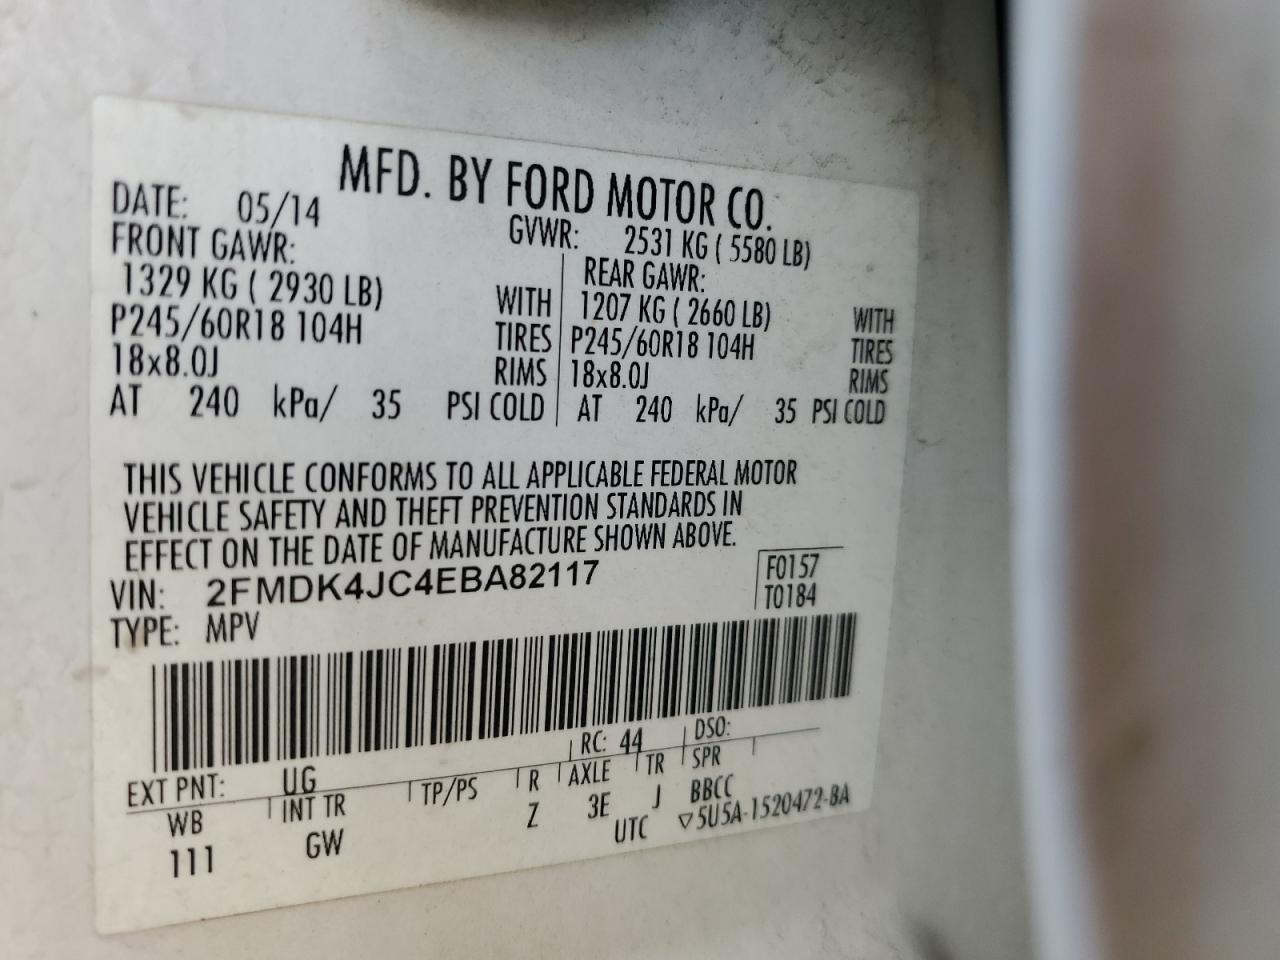 MFD. BY FORD MOTOR CO.
DATE: 05/14 GVWR: 2531 KG ( 5580 LB)
FRONT GAWR: REAR GAWR:
1329 KG ( 2930 LB) WITH 1207 KG ( 2660 LB) WITH
P245/60R18 104H TIRES P245/60R18 104H TIRES
18x8.0J RIMS 18x8.0J RIMS
AT 240 kPa/ 35 PSI COLD AT 240 kPa/ 35 PSI COLD
THIS VEHICLE CONFORMS TO ALL APPLICABLE FEDERAL MOTOR
VEHICLE SAFETY AND THEFT PREVENTION STANDARDS IN
EFFECT ON THE DATE OF MANUFACTURE SHOWN ABOVE.
VIN: 2FMDK4JC4EBA82117 F0157
TYPE: MPV T0184
EXT PNT: UG RC: 44 DSO:
WB INT TR TP/PS R AXLE TR SPR
111 GW Z 3E J BBCC
UTC ▽5U5A-1520472-BA